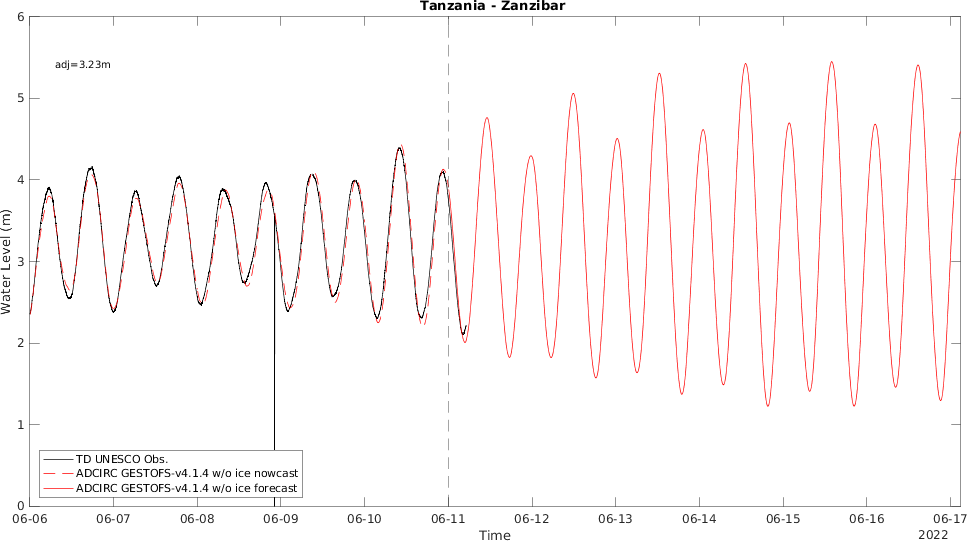 Tanzania - Zanzibar
adj=3.23m
Water Level (m)
6
5
4
3
2
1
0
TD UNESCO Obs.
ADCIRC GESTOFS-v4.1.4 w/o ice nowcast
ADCIRC GESTOFS-v4.1.4 w/o ice forecast
06-06 06-07 06-08 06-09 06-10 06-11 06-12 06-13 06-14 06-15 06-16 06-17
Time
2022